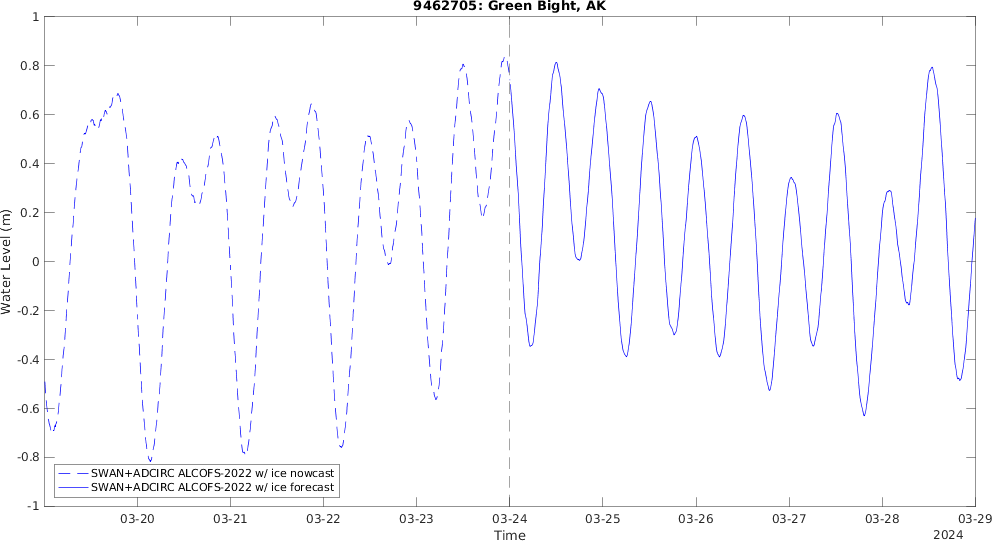 9462705: Green Bight, AK
Water Level (m)
1
0.8
0.6
0.4
0.2
0
-0.2
-0.4
-0.6
-0.8
-1
SWAN+ADCIRC ALCOFS-2022 w/ ice nowcast
SWAN+ADCIRC ALCOFS-2022 w/ ice forecast
03-20 03-21 03-22 03-23 03-24 03-25 03-26 03-27 03-28 03-29
Time
2024